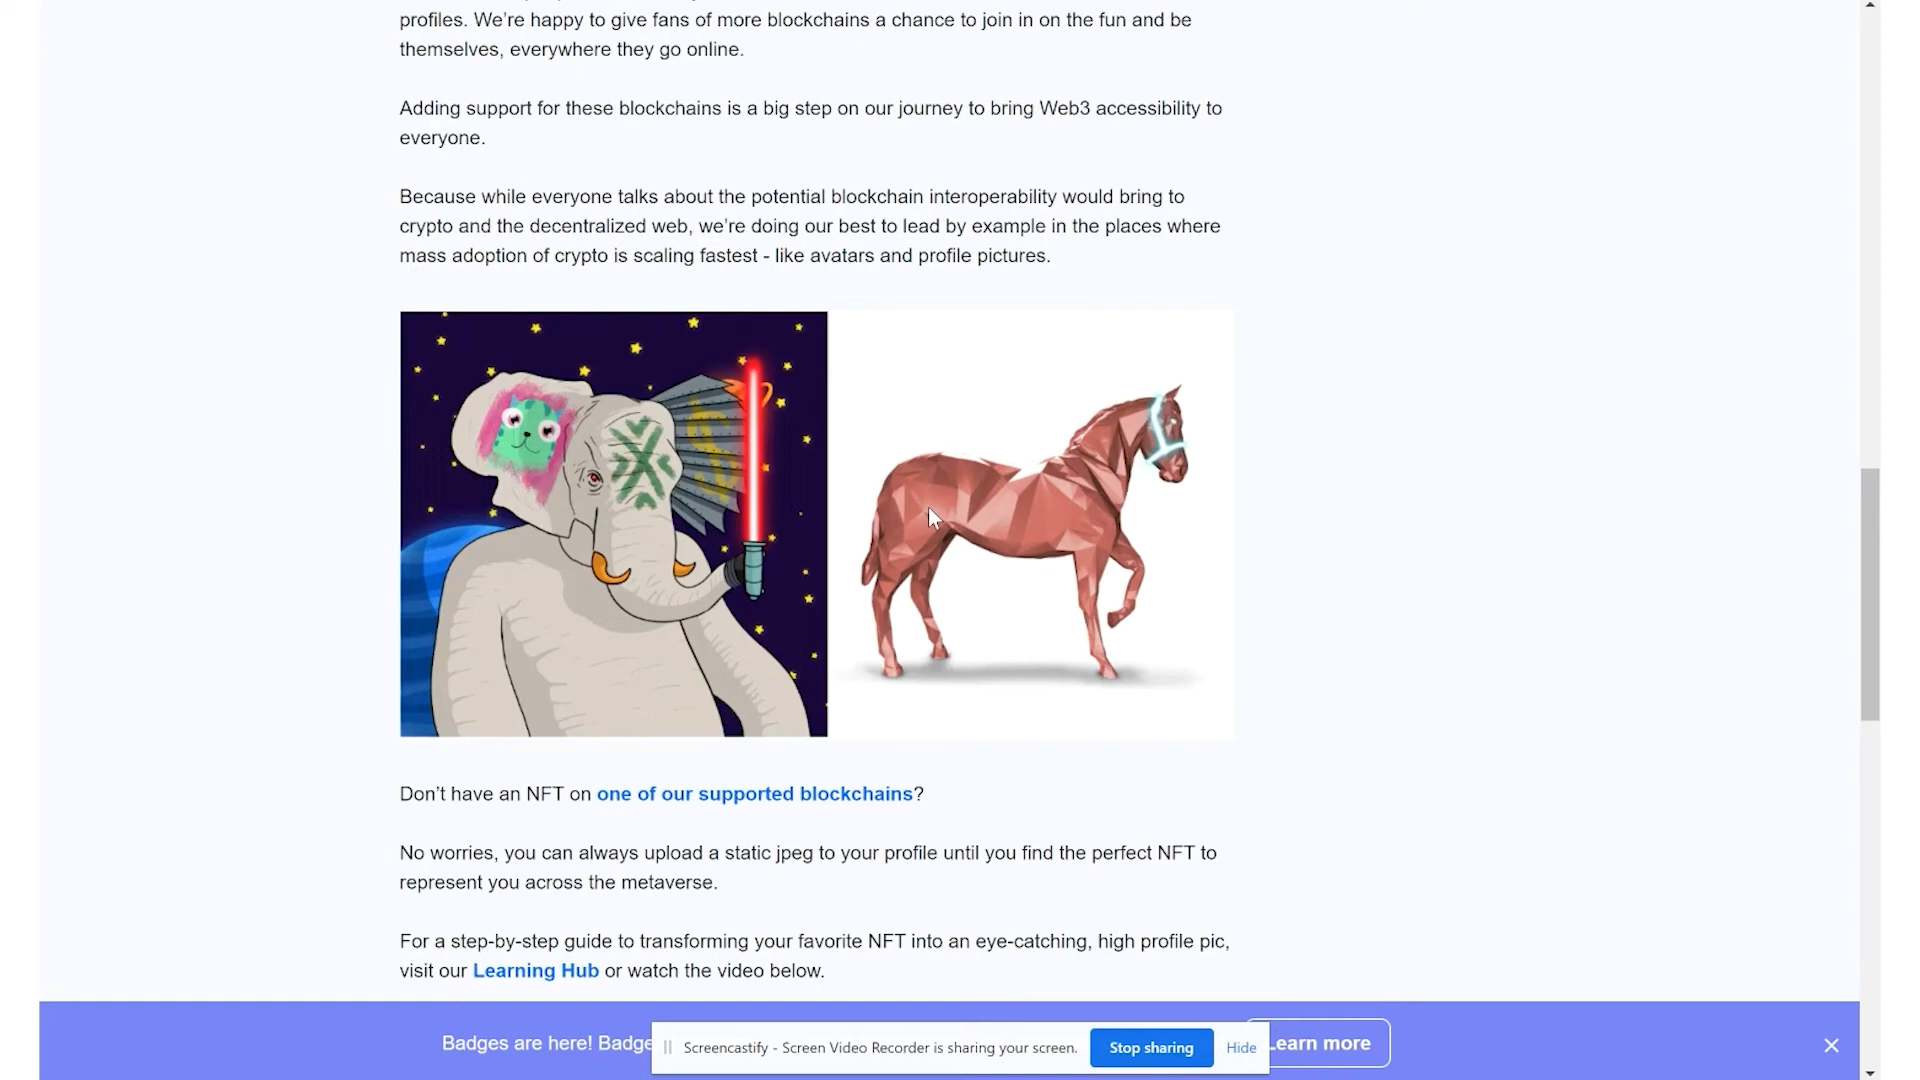 profiles. We’re happy to give fans of more blockchains a chance to join in on the fun and be
themselves, everywhere they go online.
Adding support for these blockchains is a big step on our journey to bring Web3 accessibility to
everyone.
Because while everyone talks about the potential blockchain interoperability would bring to
crypto and the decentralized web, we’re doing our best to lead by example in the places where
mass adoption of crypto is scaling fastest - like avatars and profile pictures.
Don’t have an NFT on one of our supported blockchains?
No worries, you can always upload a static jpeg to your profile until you find the perfect NFT to
represent you across the metaverse.
For a step-by-step guide to transforming your favorite NFT into an eye-catching, high profile pic,
visit our Learning Hub or watch the video below.
Badges are here! Badge
Screencastify - Screen Video Recorder is sharing your screen.
Stop sharing
Hide
Learn more